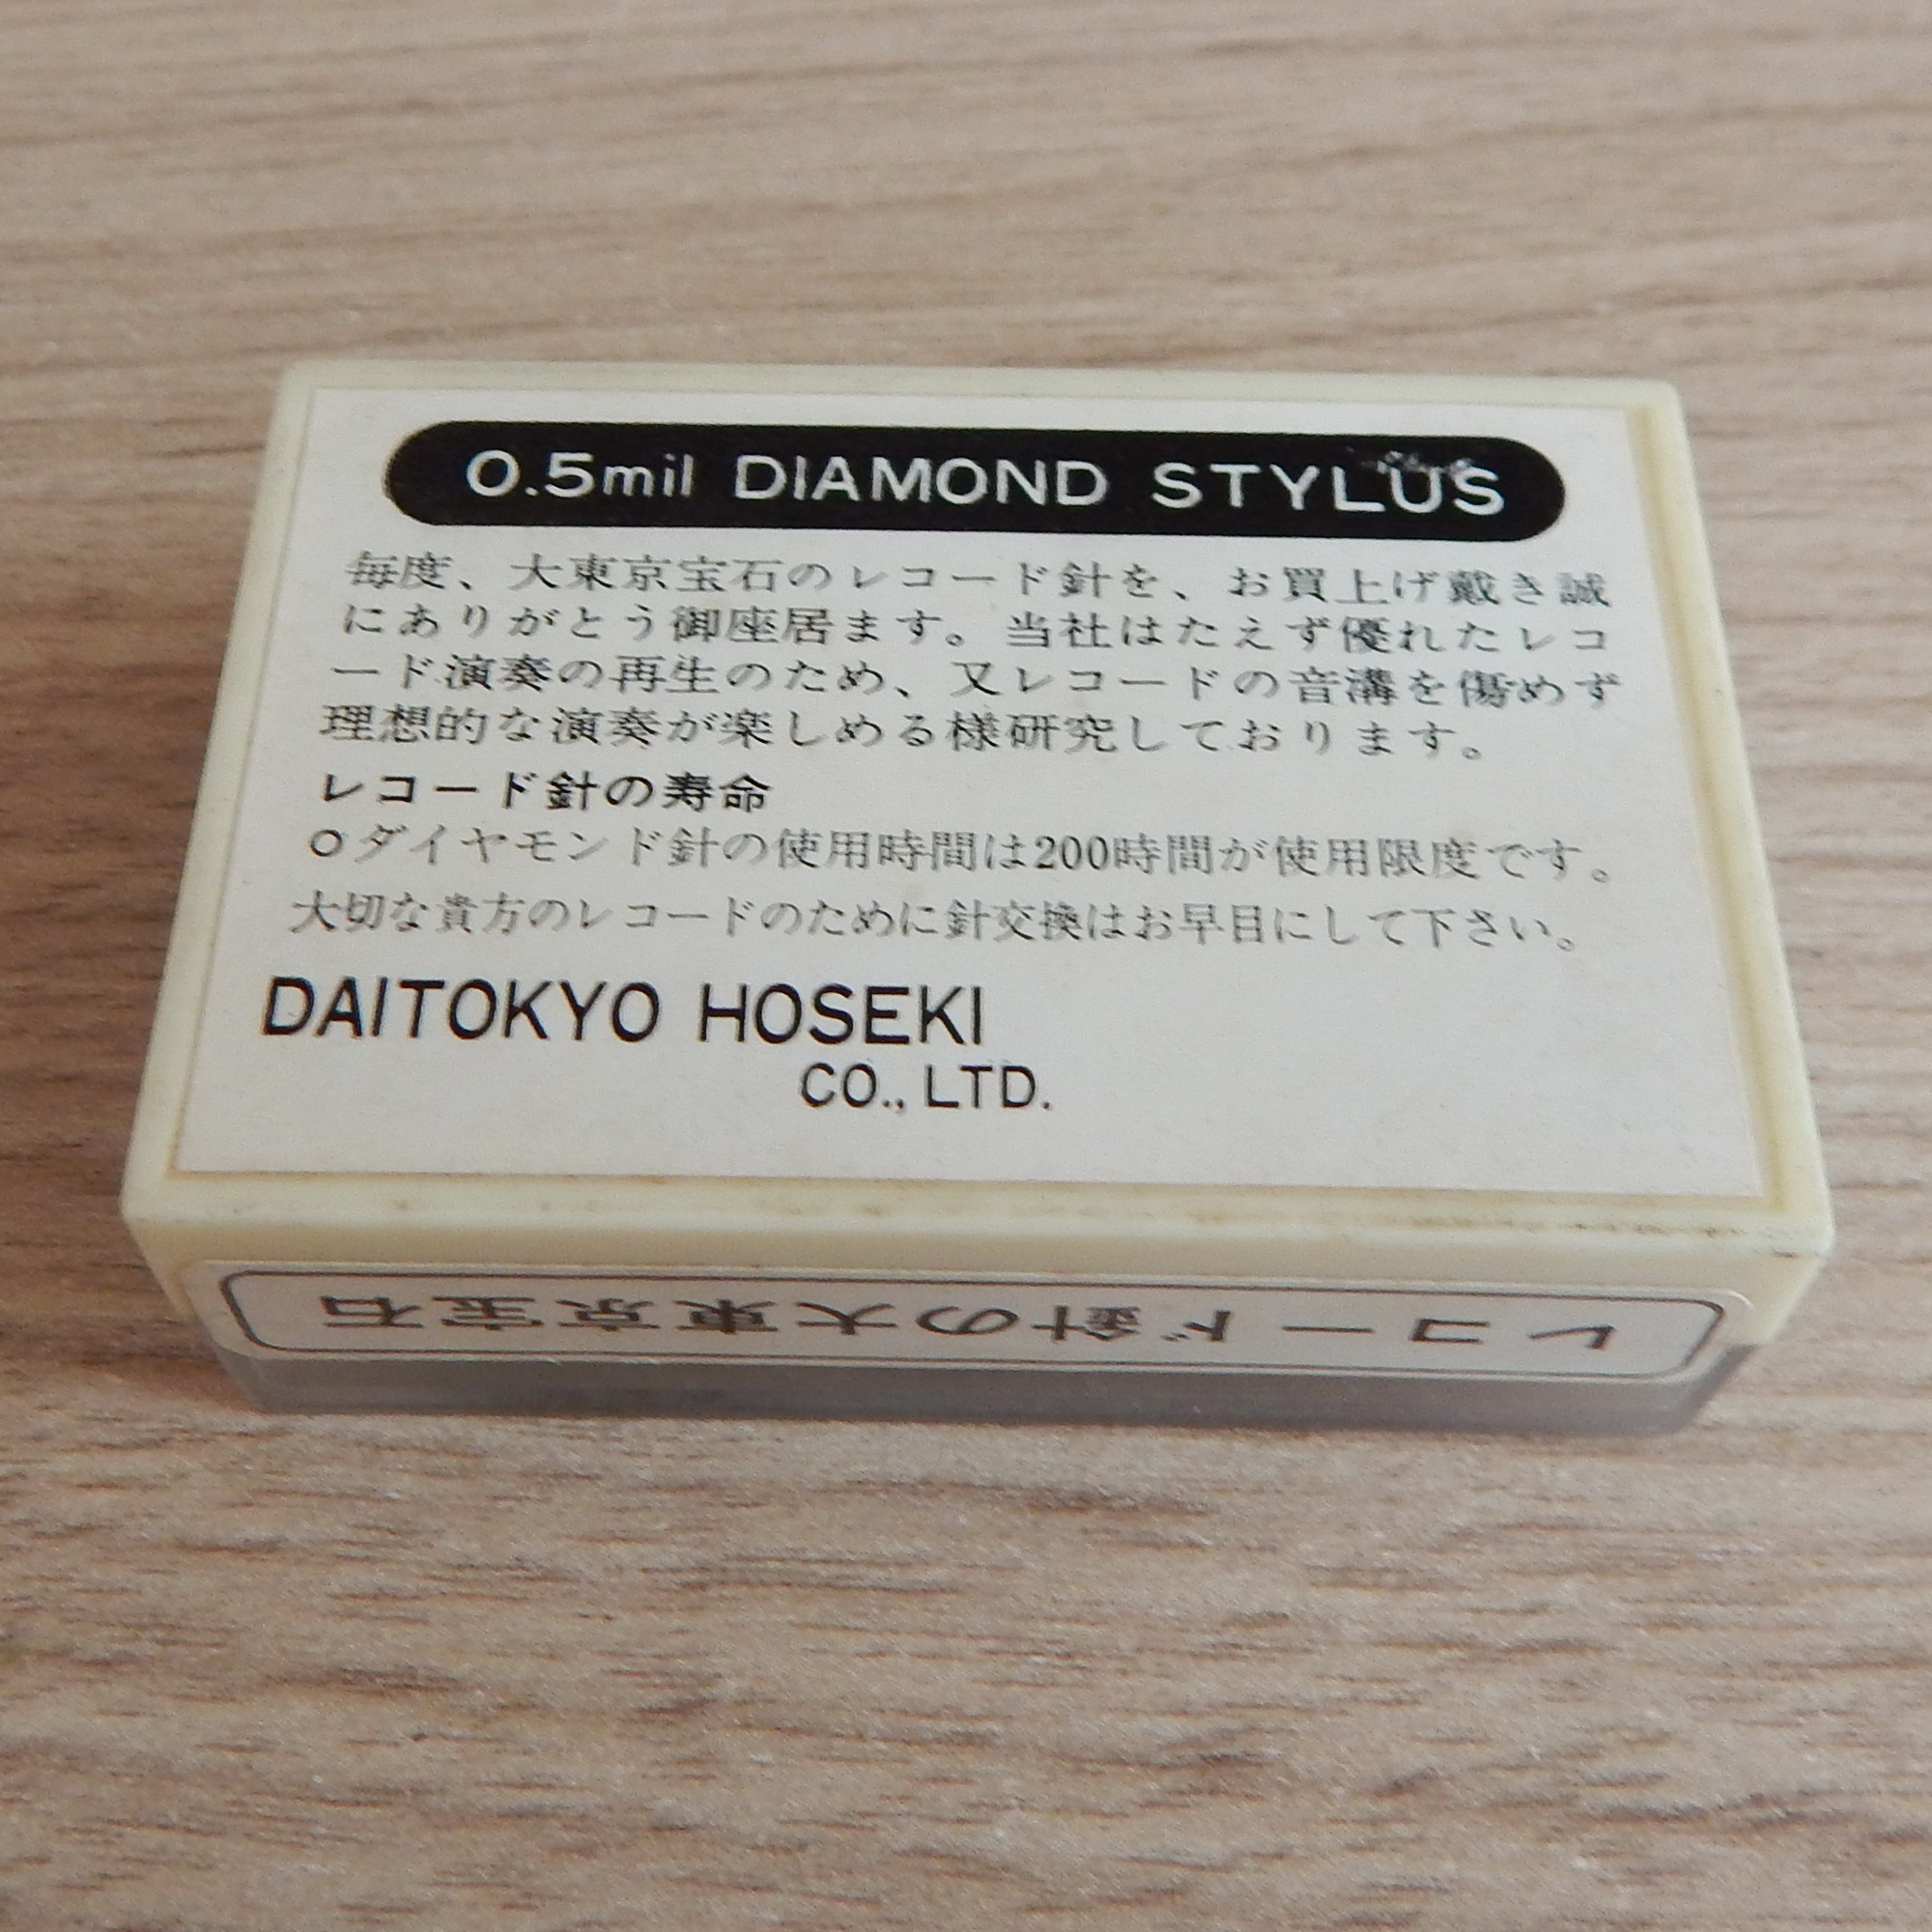 0.5mil DIAMOND STYLUS
毎度、大東京宝石のレコード針を、お買上げ戴き誠
にありがとう御座居ます。当社はたえず優れたレコ
ード演奏の再生のため、又レコードの音溝を傷めず
理想的な演奏が楽しめる様研究しております。
レコード針の寿命
○ダイヤモンド針の使用時間は200時間が使用限度です。
大切な貴方のレコードのために針交換はお早目にして下さい。
DAITOKYO HOSEKI
CO., LTD.
レコード針の大東京宝石